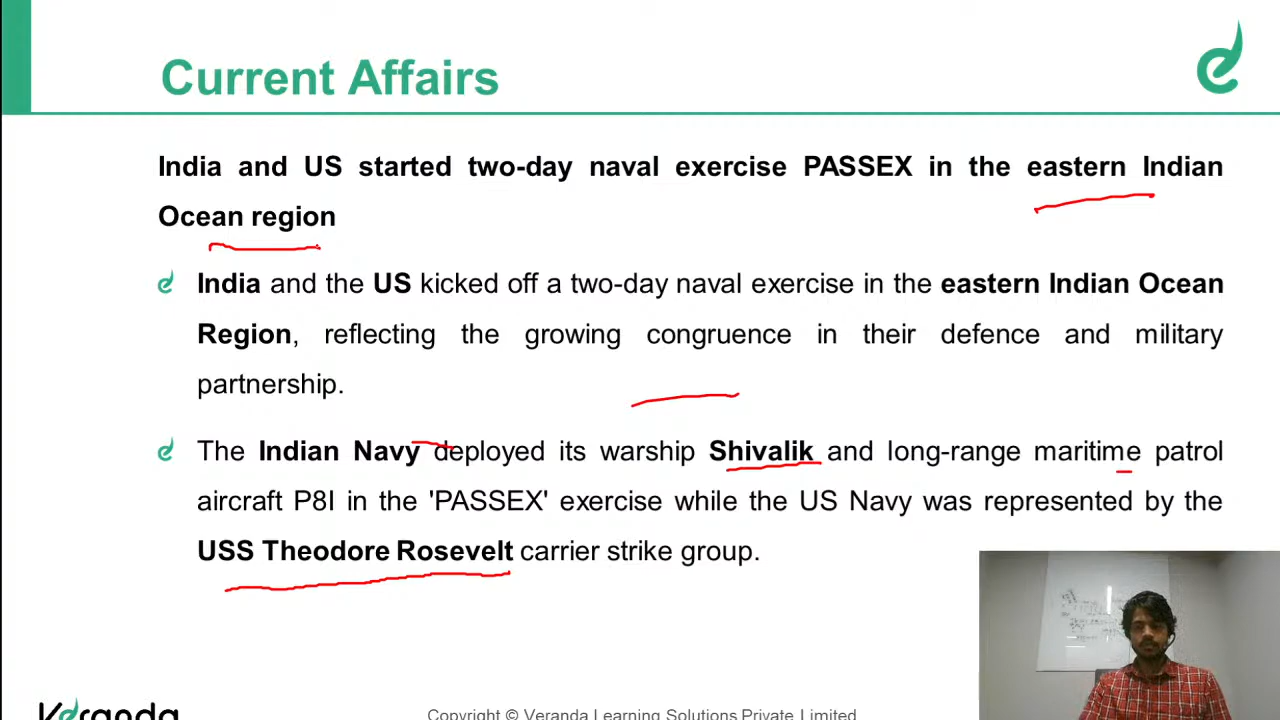 Current Affairs
India and US started two-day naval exercise PASSEX in the eastern Indian
Ocean region
India and the US kicked off a two-day naval exercise in the eastern Indian Ocean
Region, reflecting the growing congruence in their defence and military
partnership.
The Indian Navy deployed its warship Shivalik and long-range maritime patrol
aircraft P8I in the 'PASSEX' exercise while the US Navy was represented by the
USS Theodore Rosevelt carrier strike group.
Veranda
Copyright © Veranda Learning Solutions Private Limited